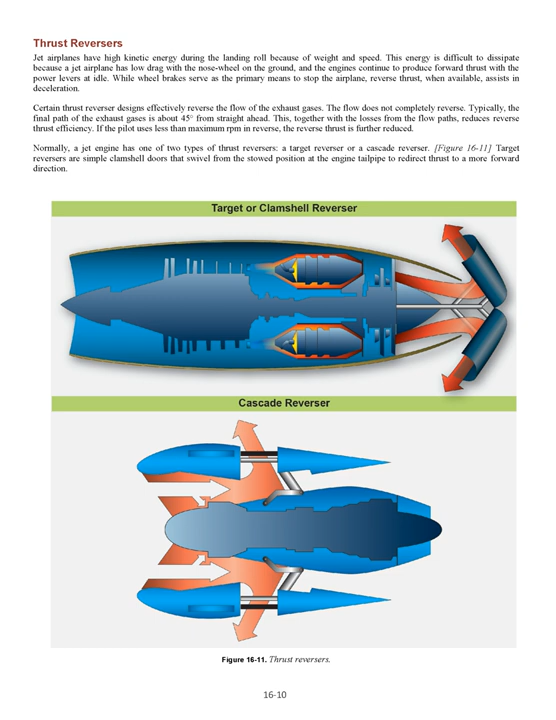 Thrust Reversers
Jet airplanes have high kinetic energy during the landing roll because of weight and speed. This energy is difficult to dissipate
because a jet airplane has low drag with the nose-wheel on the ground, and the engines continue to produce forward thrust with the
power levers at idle. While wheel brakes serve as the primary means to stop the airplane, reverse thrust, when available, assists in
deceleration.
Certain thrust reverser designs effectively reverse the flow of the exhaust gases. The flow does not completely reverse. Typically, the
final path of the exhaust gases is about 45° from straight ahead. This, together with the losses from the flow paths, reduces reverse
thrust efficiency. If the pilot uses less than maximum rpm in reverse, the reverse thrust is further reduced.
Normally, a jet engine has one of two types of thrust reversers: a target reverser or a cascade reverser. [Figure 16-11] Target
reversers are simple clamshell doors that swivel from the stowed position at the engine tailpipe to redirect thrust to a more forward
direction.
Target or Clamshell Reverser
Cascade Reverser
Figure 16-11. Thrust reversers.
16-10